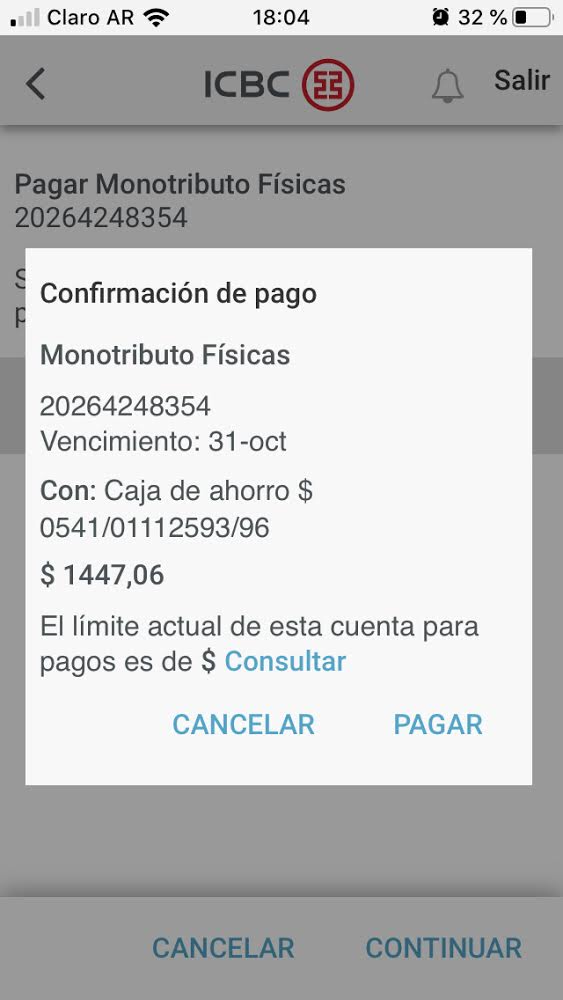 Claro AR 18:04 32 %
ICBC Salir
Pagar Monotributo Físicas
20264248354
S
p
Confirmación de pago
Monotributo Físicas
20264248354
Vencimiento: 31-oct
Con: Caja de ahorro $
0541/01112593/96
$ 1447,06
El límite actual de esta cuenta para
pagos es de $ Consultar
CANCELAR PAGAR
CANCELAR CONTINUAR